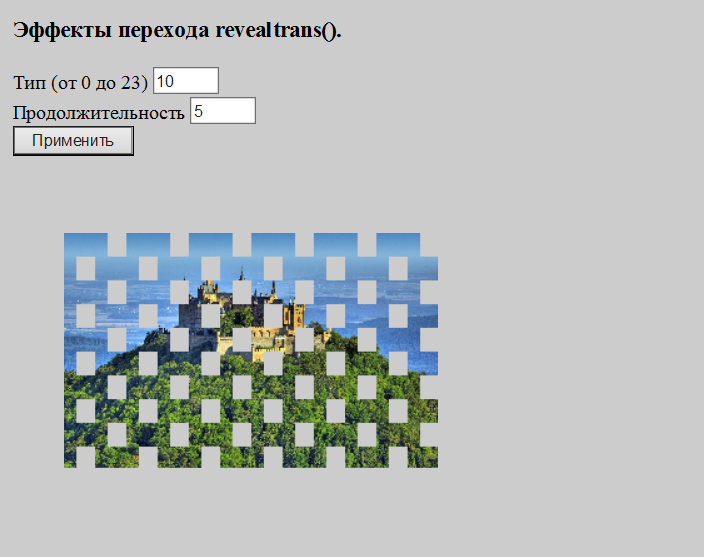 Эффекты перехода revealtrans().
Тип (от 0 до 23) 10
Продолжительность 5
Применить